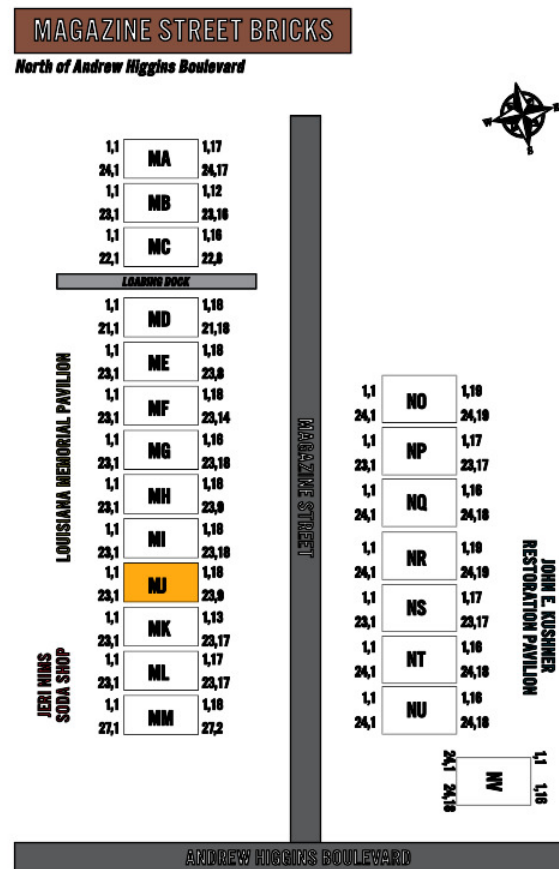 MAGAZINE STREET BRICKS
North of Andrew Higgins Boulevard
N
W
S
1,1 MA 1,17
24,1 24,17
1,1 MB 1,12
23,1 23,16
1,1 MC 1,16
22,1 22,8
LOADING DOCK
1,1 MD 1,18
21,1 21,18
1,1 ME 1,18
23,1 23,8
1,1 MF 1,18
23,1 23,14
1,1 MG 1,18
23,1 23,18
1,1 MH 1,18
23,1 23,9
1,1 MI 1,18
23,1 23,18
1,1 MJ 1,18
23,1 23,9
1,1 MK 1,13
23,1 23,17
1,1 ML 1,17
23,1 23,17
1,1 MM 1,18
27,1 27,2
LOUISIANA MEMORIAL PAVILION
JERI NIMS
SODA SHOP
MAGAZINE STREET
1,1 NO 1,19
24,1 24,19
1,1 NP 1,17
23,1 23,17
1,1 NQ 1,16
24,1 24,18
1,1 NR 1,19
24,1 24,19
1,1 NS 1,17
23,1 23,17
1,1 NT 1,16
24,1 24,18
1,1 NU 1,16
24,1 24,18
JOHN E. KUSHNER
RESTORATION PAVILION
24,1 NV 1,1
24,18 1,16
ANDREW HIGGINS BOULEVARD